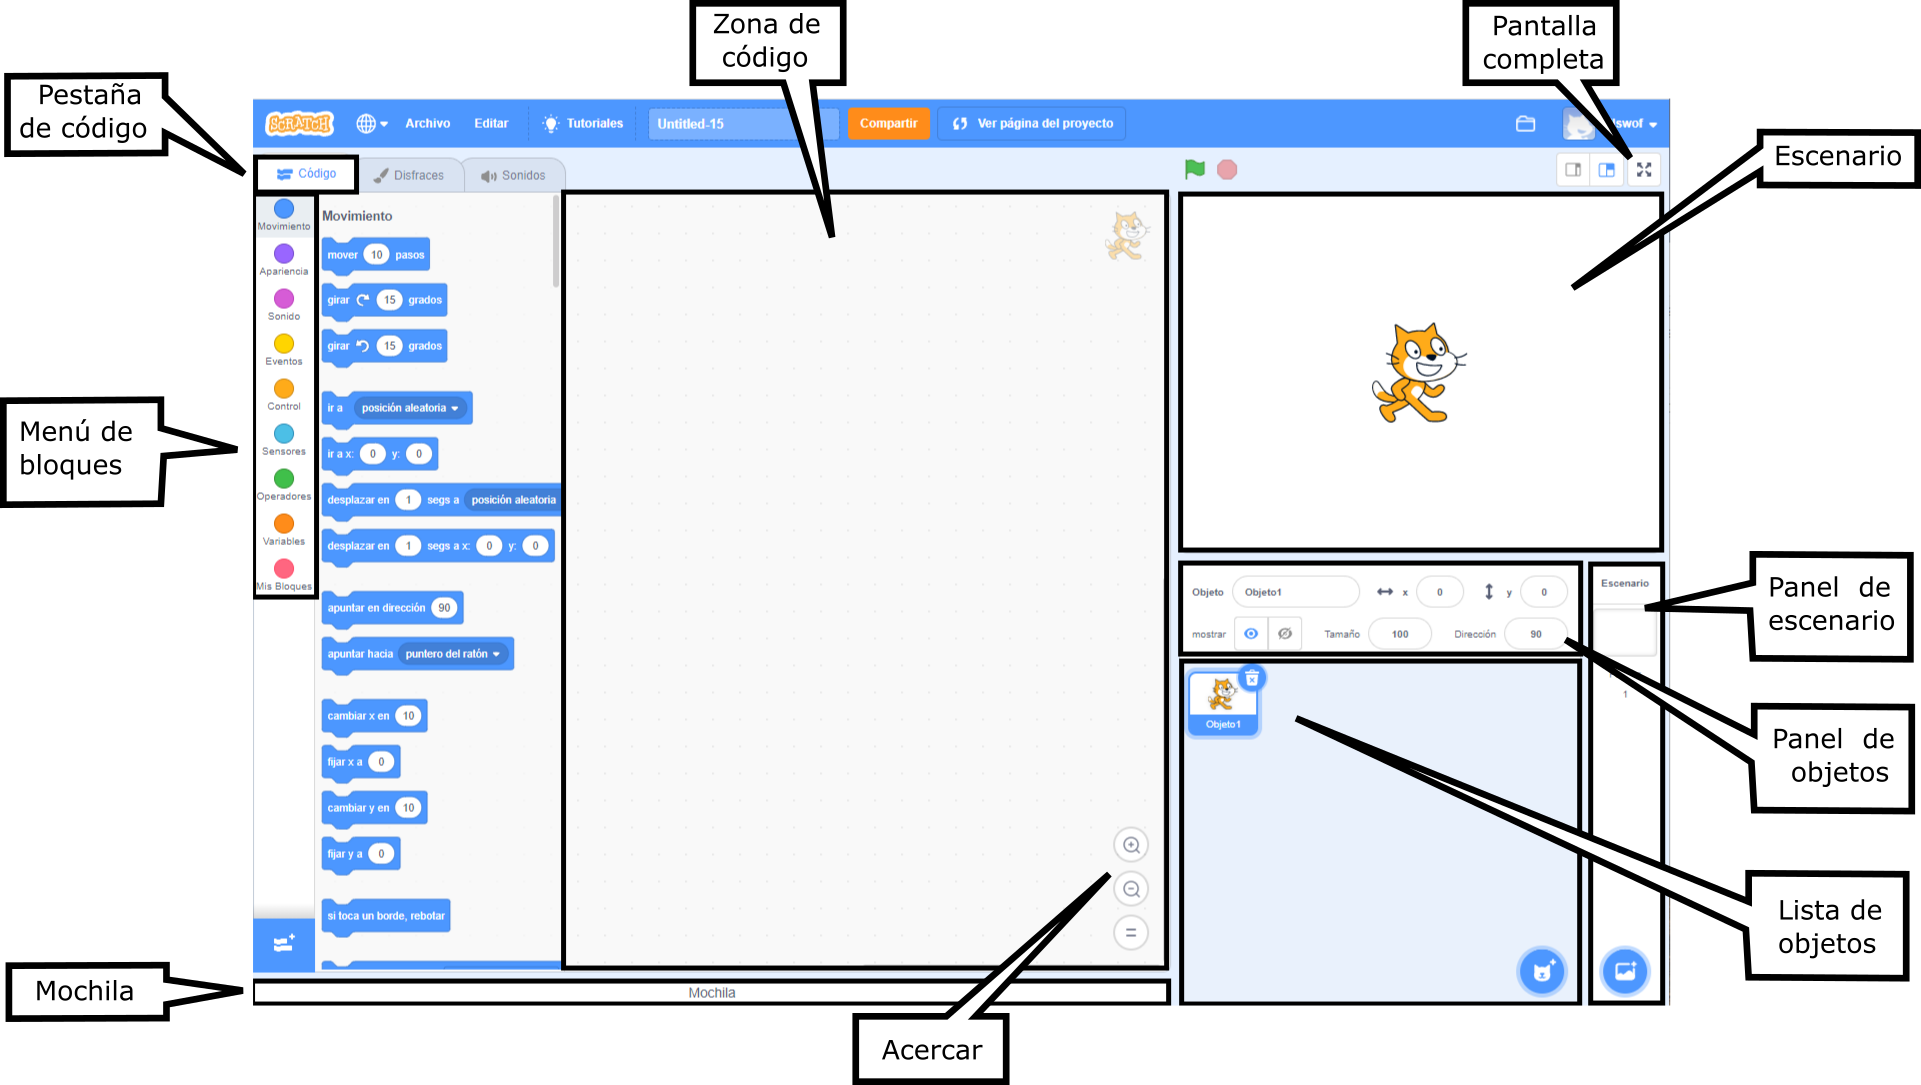 Zona de
código
Pantalla
completa
Pestaña
de código
SCRATCH
Archivo
Editar
Tutoriales
Untitled-15
Compartir
Ver página del proyecto
lswof
Escenario
Código
Disfraces
Sonidos
Movimiento
Apariencia
Sonido
Eventos
Control
Sensores
Operadores
Variables
Mis Bloques
Movimiento
mover 10 pasos
girar 15 grados
girar 15 grados
ir a posición aleatoria
ir a x: 0 y: 0
desplazar en 1 segs a posición aleatoria
desplazar en 1 segs a x: 0 y: 0
apuntar en dirección 90
apuntar hacia puntero del ratón
cambiar x en 10
fijar x a 0
cambiar y en 10
fijar y a 0
si toca un borde, rebotar
Menú de
bloques
Objeto Objeto1 x 0 y 0
mostrar Tamaño 100 Dirección 90
Escenario
1
Objeto1
Panel de
escenario
Panel de
objetos
Lista de
objetos
Mochila
Mochila
Acercar